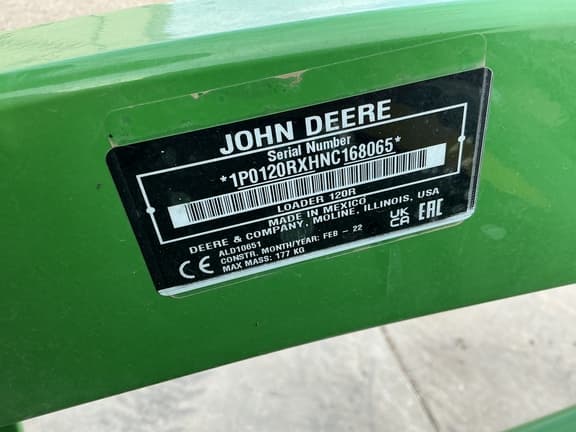 JOHN DEERE
Serial Number
*1P0120RXHNC168065*
LOADER 120R
MADE IN MEXICO
DEERE & COMPANY, MOLINE, ILLINOIS, USA
ALD10651
CONSTR. MONTH/YEAR: FEB - 22
MAX MASS: 177 KG
CE
UK
CA
EAC